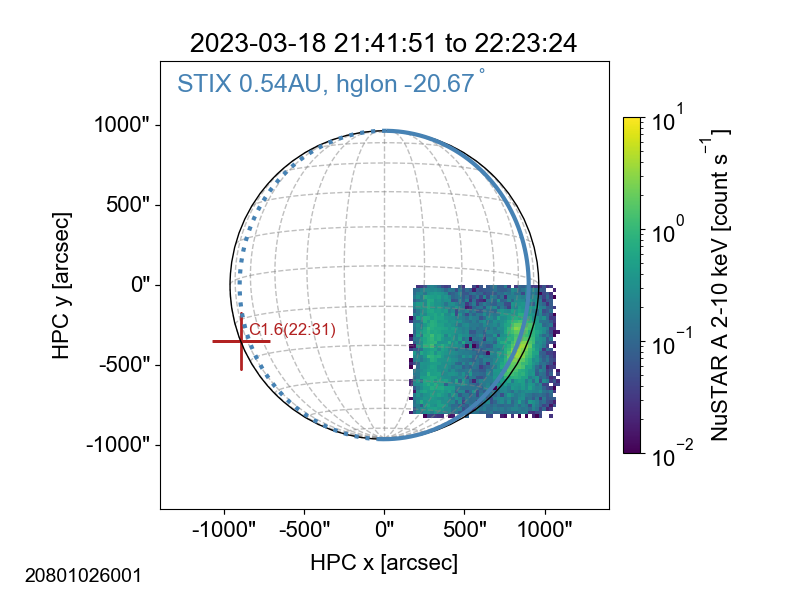 2023-03-18 21:41:51 to 22:23:24
STIX 0.54AU, hglon -20.67°
1000"
500"
0"
-500"
-1000"
HPC y [arcsec]
C1.6(22:31)
-1000" -500" 0" 500" 1000"
HPC x [arcsec]
10^1
10^0
10^−1
10^−2
NuSTAR A 2-10 keV [count s^−1]
20801026001